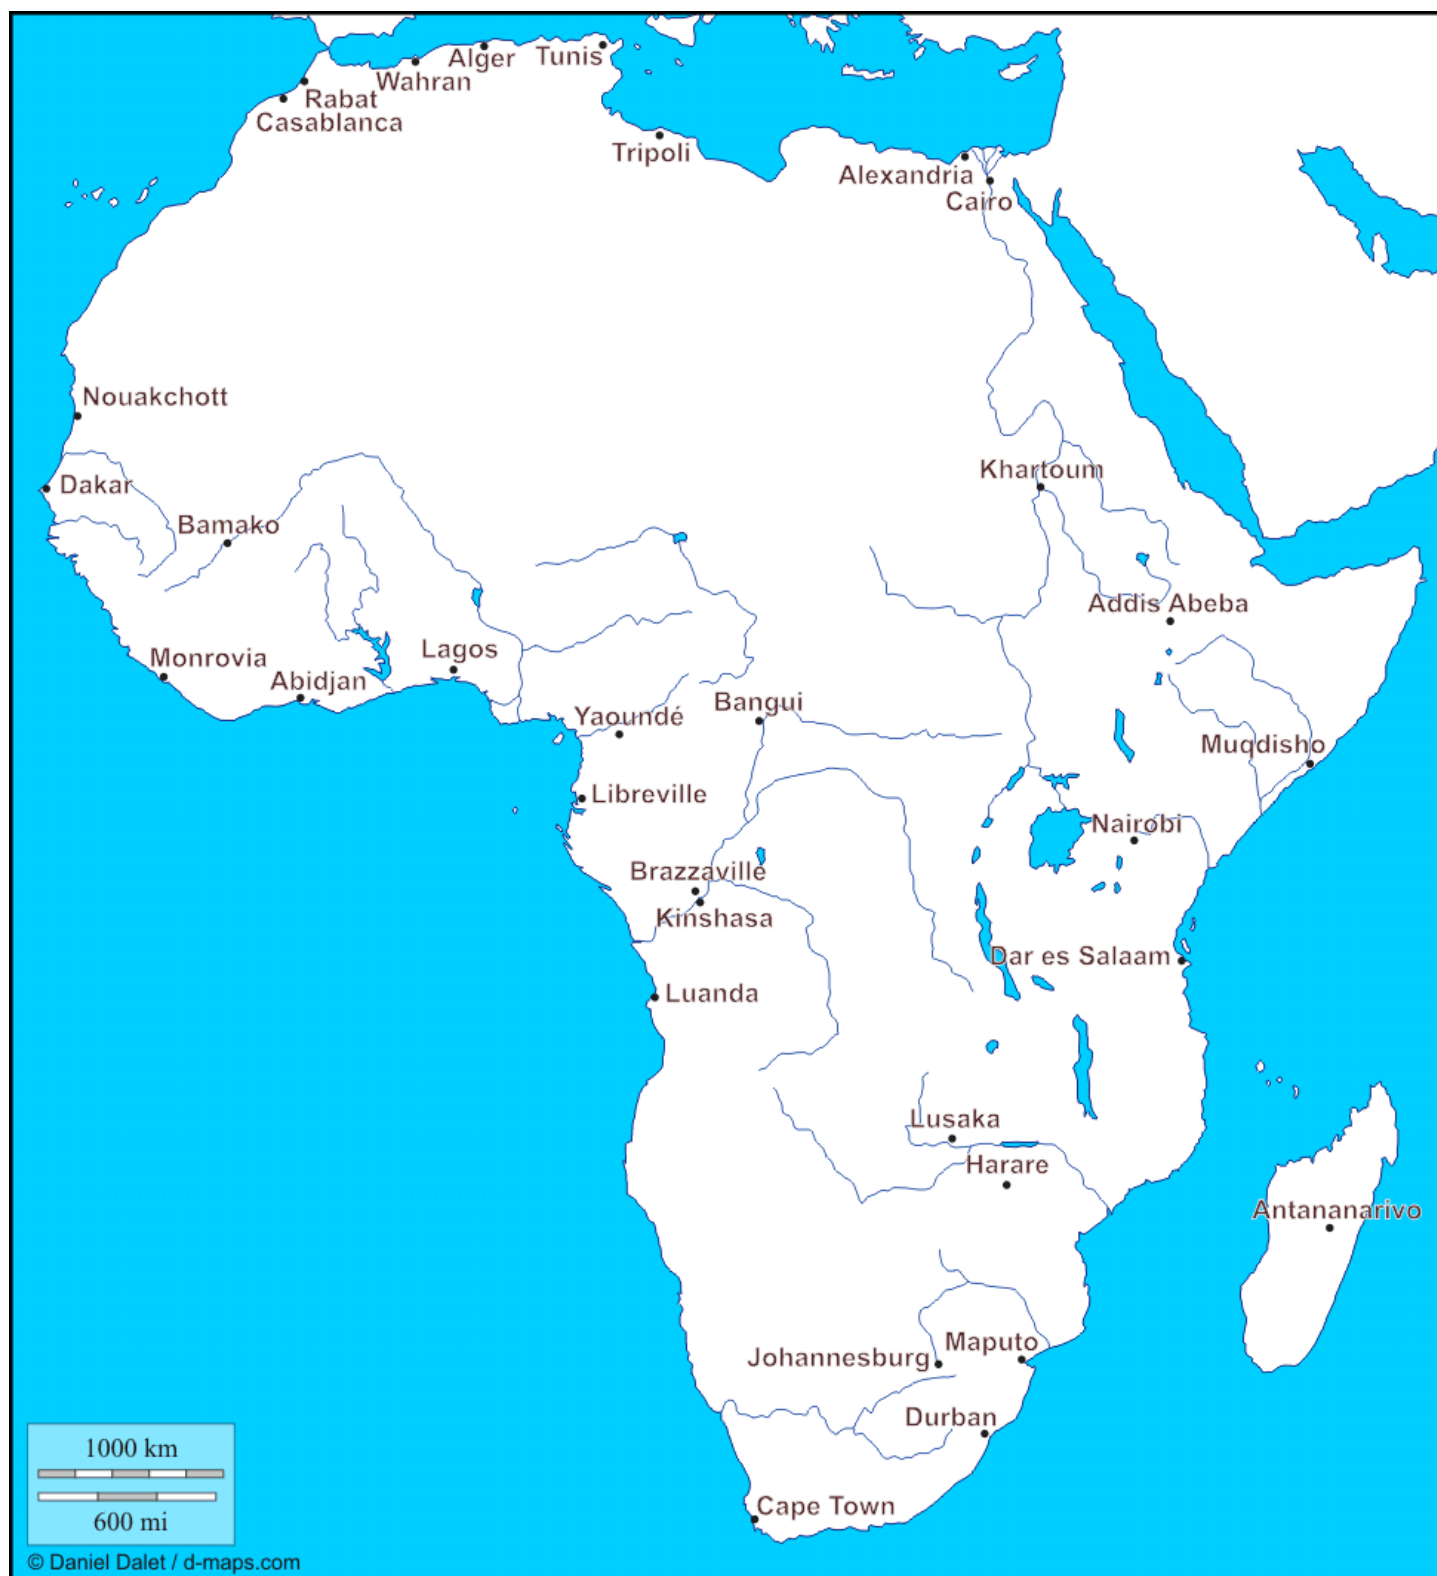 Alger
Tunis
Wahran
Rabat
Casablanca
Tripoli
Alexandria
Cairo
Nouakchott
Khartoum
Dakar
Bamako
Addis Abeba
Lagos
Monrovia
Abidjan
Yaoundé
Bangui
Muqdisho
Libreville
Nairobi
Brazzaville
Kinshasa
Dar es Salaam
Luanda
Lusaka
Harare
Antananarivo
Maputo
Johannesburg
Durban
Cape Town
1000 km
600 mi
© Daniel Dalet / d-maps.com